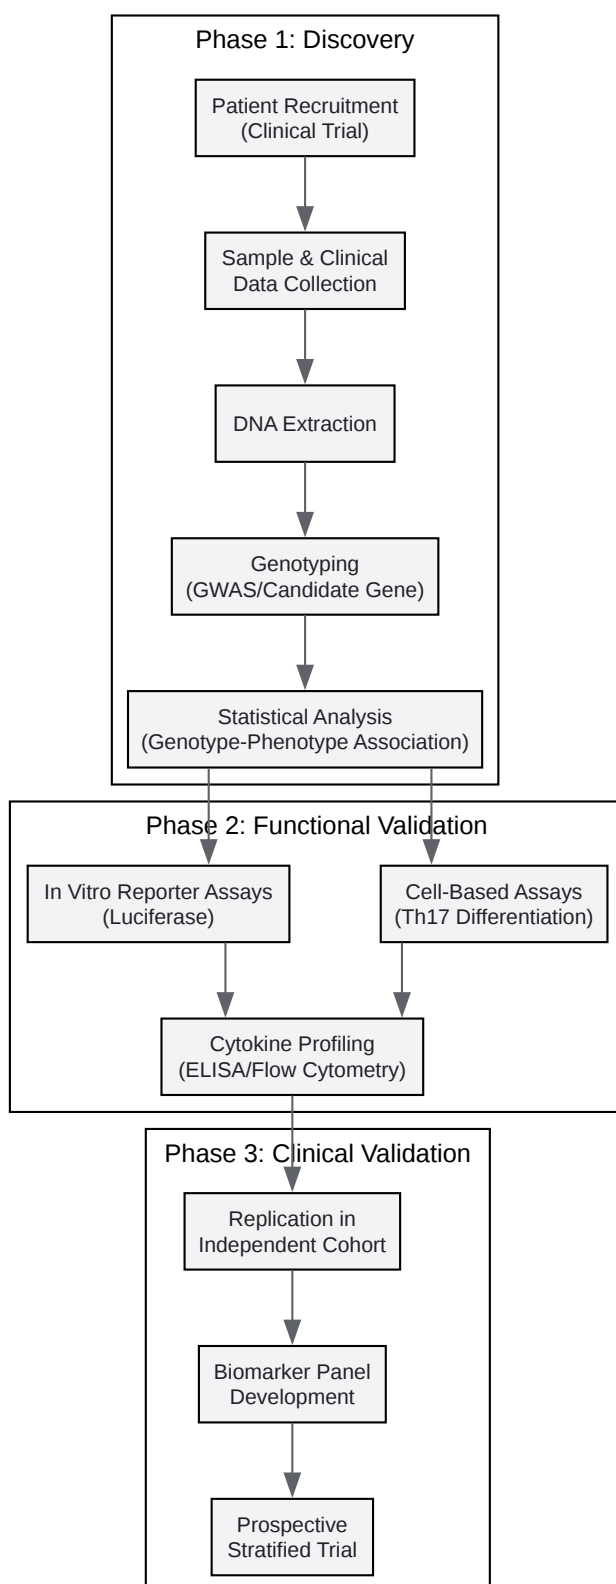 Phase 1: Discovery
Patient Recruitment
(Clinical Trial)
Sample & Clinical
Data Collection
DNA Extraction
Genotyping
(GWAS/Candidate Gene)
Statistical Analysis
(Genotype-Phenotype Association)
Phase 2: Functional Validation
In Vitro Reporter Assays
(Luciferase)
Cell-Based Assays
(Th17 Differentiation)
Cytokine Profiling
(ELISA/Flow Cytometry)
Phase 3: Clinical Validation
Replication in
Independent Cohort
Biomarker Panel
Development
Prospective
Stratified Trial